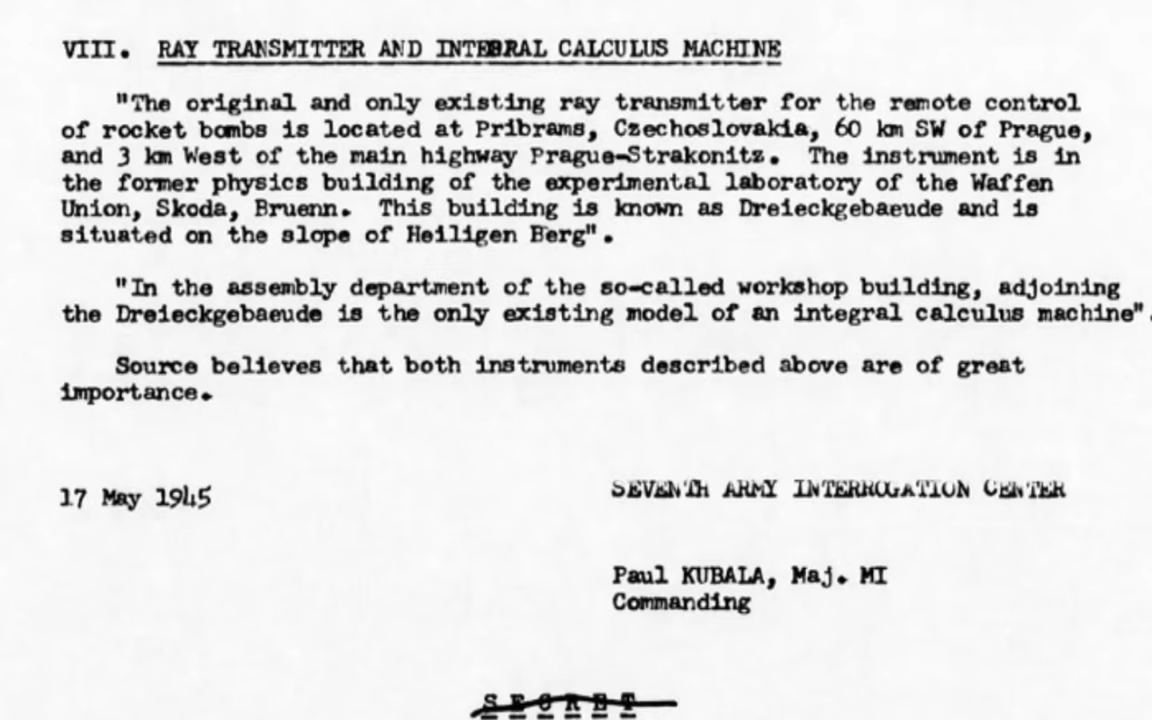 VIII. RAY TRANSMITTER AND INTEBRAL CALCULUS MACHINE
"The original and only existing ray transmitter for the remote control
of rocket bombs is located at Pribrams, Czechoslovakia, 60 km SW of Prague,
and 3 km West of the main highway Prague-Strakonitz. The instrument is in
the former physics building of the experimental laboratory of the Waffen
Union, Skoda, Bruenn. This building is known as Dreieckgebaeude and is
situated on the slope of Heiligen Berg".
"In the assembly department of the so-called workshop building, adjoining
the Dreieckgebaeude is the only existing model of an integral calculus machine".
Source believes that both instruments described above are of great
importance.
17 May 1945
SEVENTH ARMY INTERROGATION CENTER
Paul KUBALA, Maj. MI
Commanding
SECRET